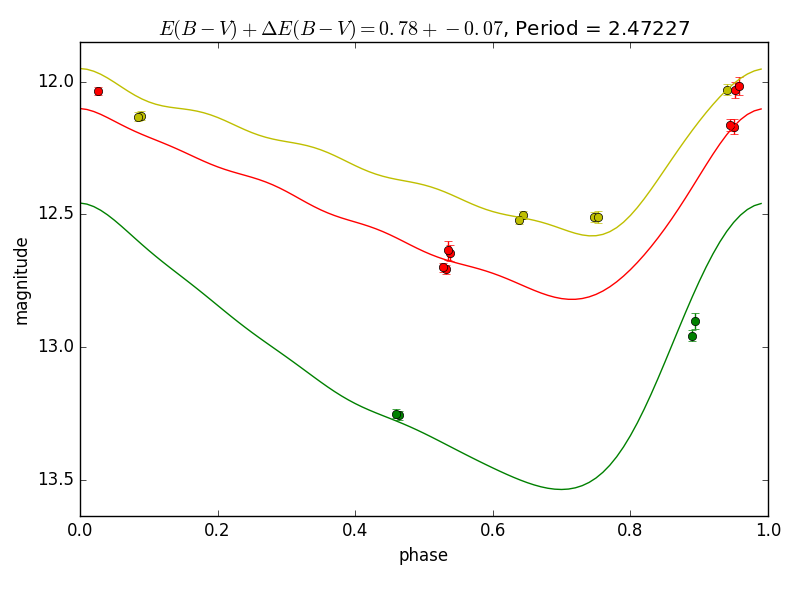 E(B − V) + ΔE(B − V) = 0.78 + −0.07, Period = 2.47227
12.0
12.5
13.0
13.5
magnitude
0.0 0.2 0.4 0.6 0.8 1.0
phase